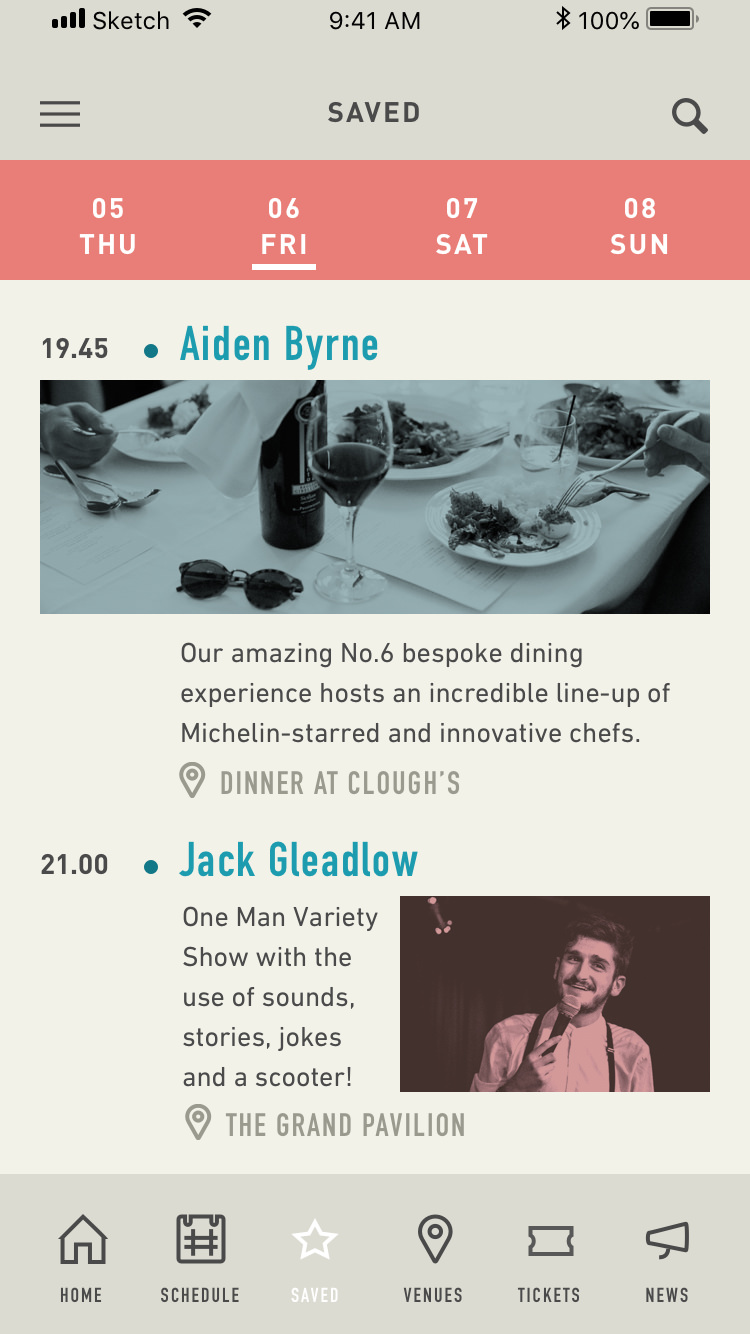 Sketch 9:41 AM 100%
SAVED
05 06 07 08
THU FRI SAT SUN
19.45 Aiden Byrne
Our amazing No.6 bespoke dining
experience hosts an incredible line-up of
Michelin-starred and innovative chefs.
DINNER AT CLOUGH’S
21.00 Jack Gleadlow
One Man Variety
Show with the
use of sounds,
stories, jokes
and a scooter!
THE GRAND PAVILION
HOME SCHEDULE SAVED VENUES TICKETS NEWS